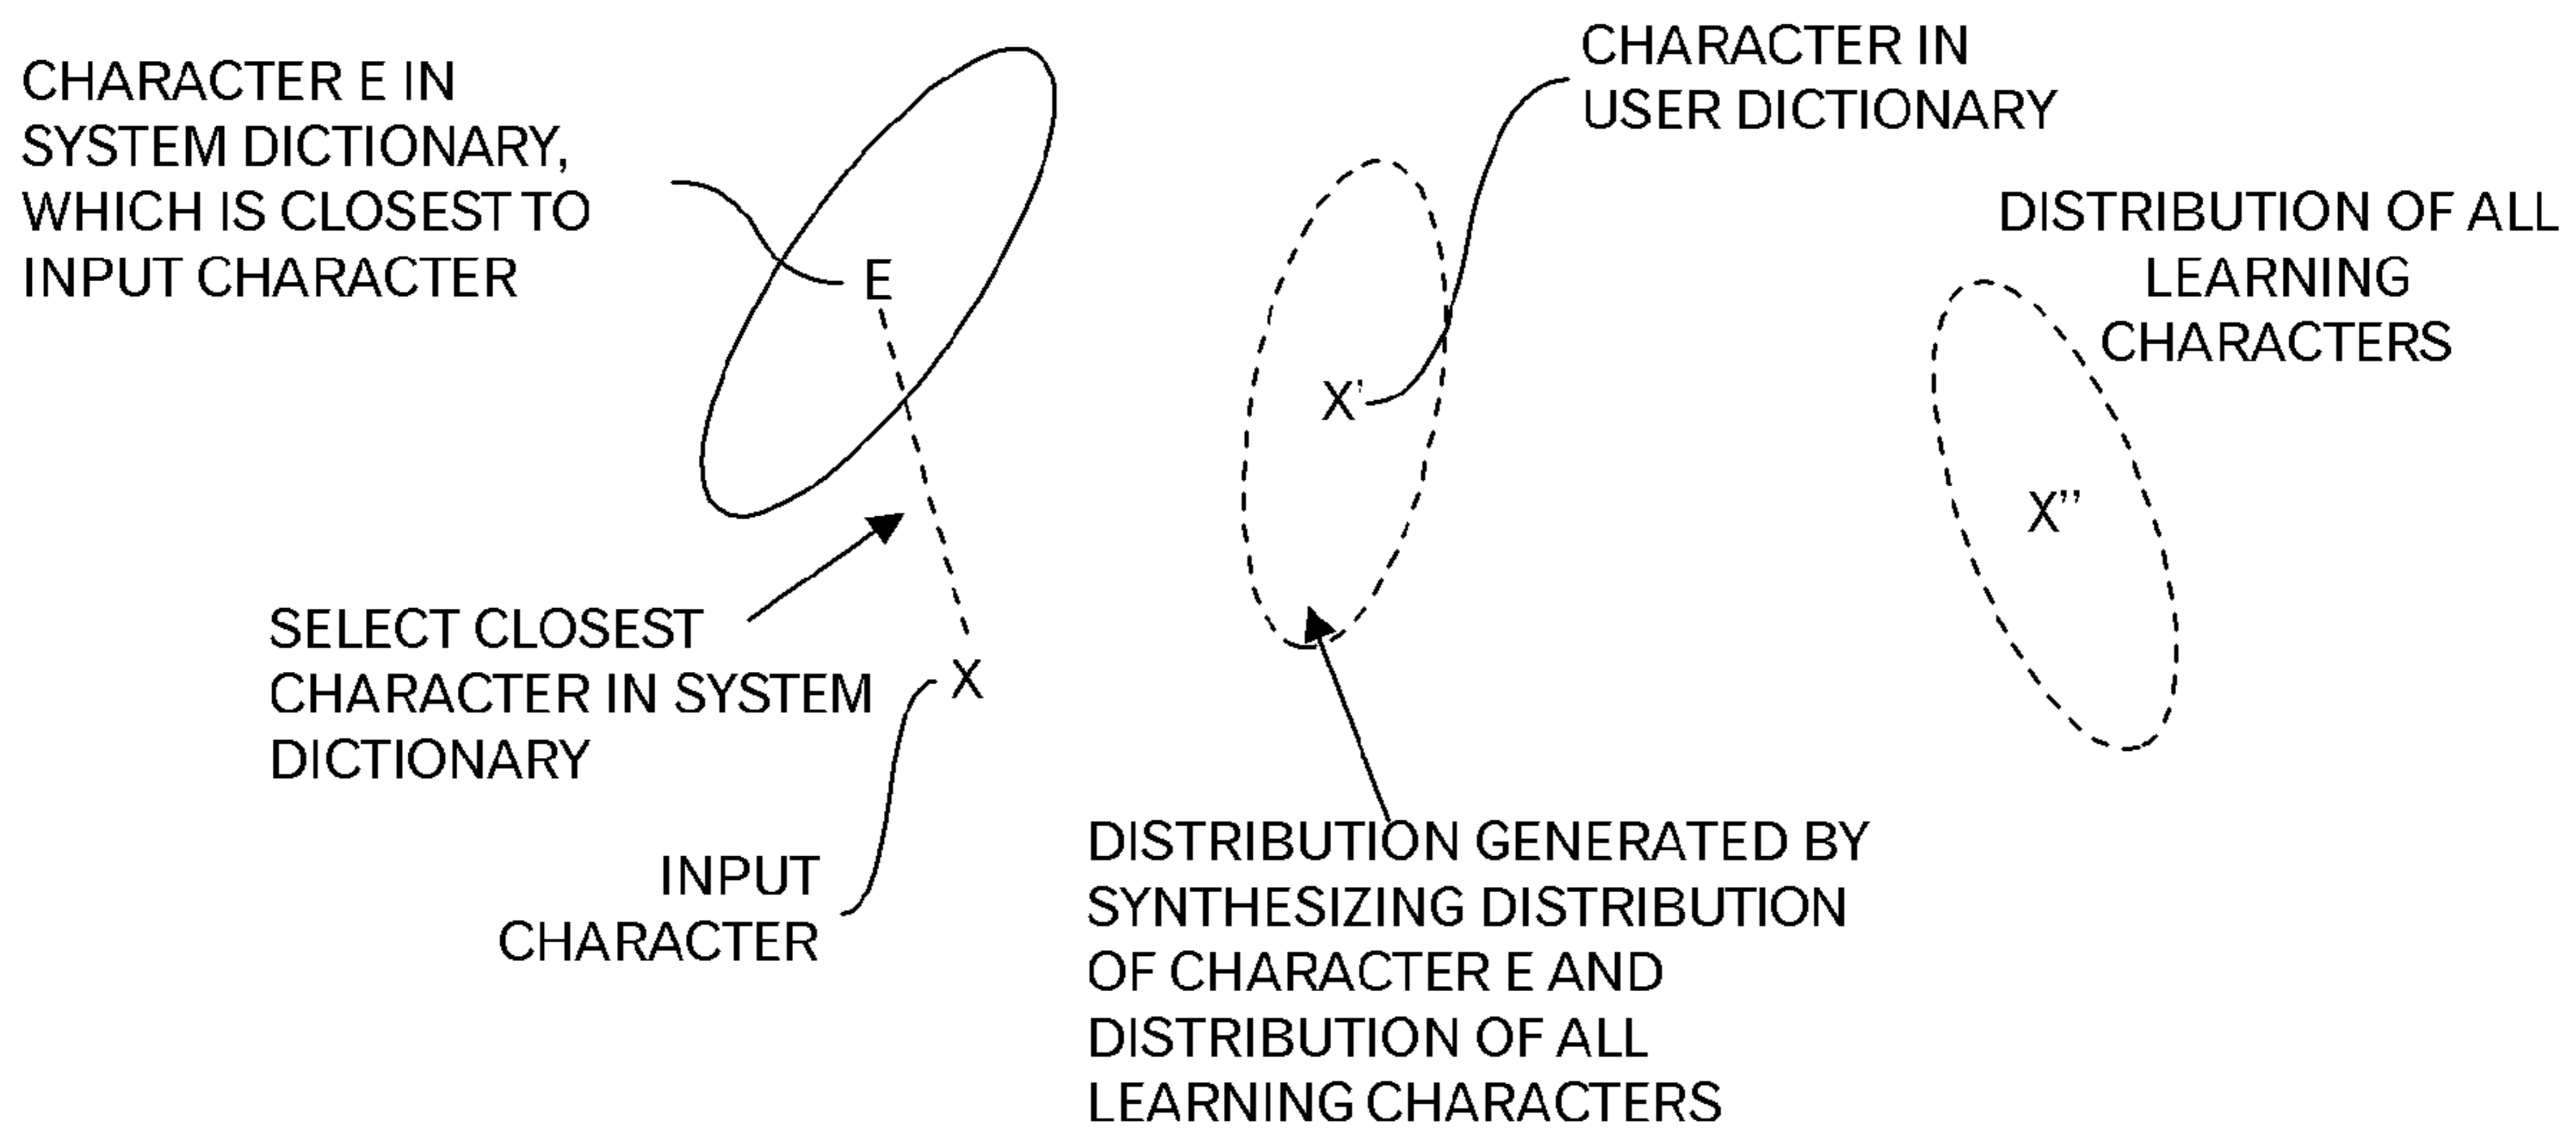 CHARACTER E IN
SYSTEM DICTIONARY,
WHICH IS CLOSEST TO
INPUT CHARACTER
E
SELECT CLOSEST
CHARACTER IN SYSTEM
DICTIONARY
X
INPUT
CHARACTER
CHARACTER IN
USER DICTIONARY
X'
DISTRIBUTION GENERATED BY
SYNTHESIZING DISTRIBUTION
OF CHARACTER E AND
DISTRIBUTION OF ALL
LEARNING CHARACTERS
DISTRIBUTION OF ALL
LEARNING
CHARACTERS
X’’